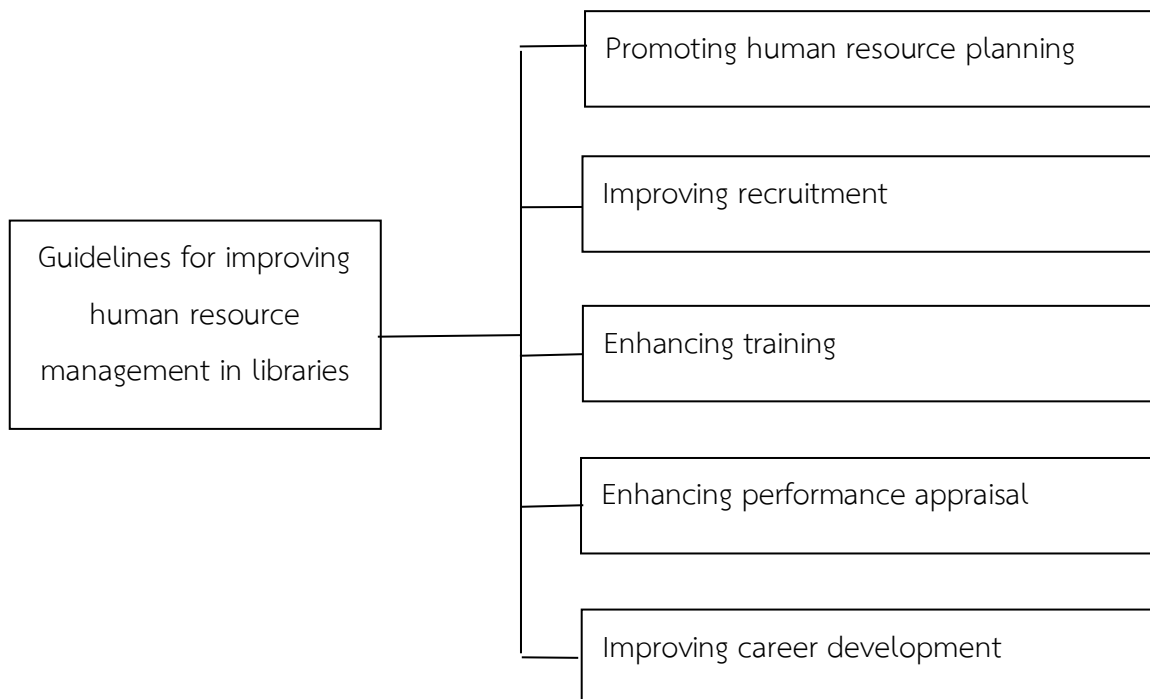 Promoting human resource planning
Improving recruitment
Guidelines for improving
human resource
management in libraries
Enhancing training
Enhancing performance appraisal
Improving career development